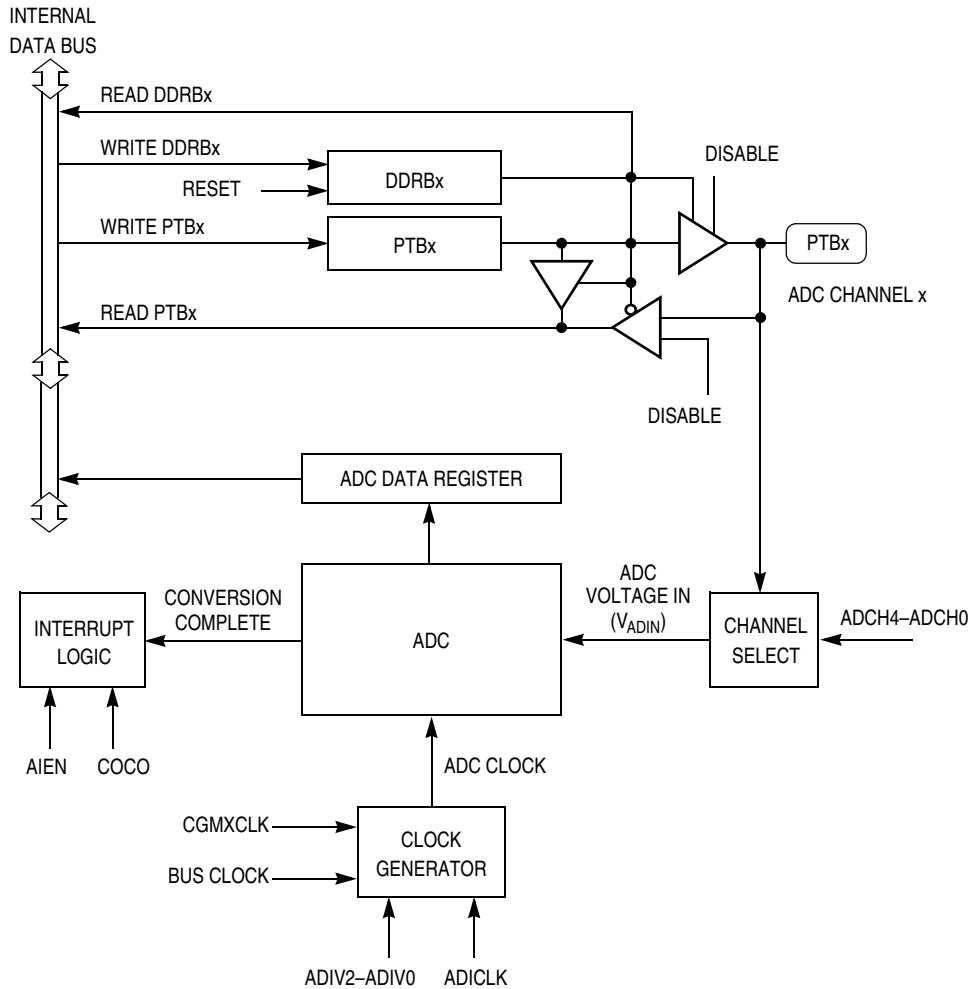 INTERNAL
DATA BUS
READ DDRBx
WRITE DDRBx
DISABLE
DDRBx
RESET
WRITE PTBx
PTBx
PTBx
ADC CHANNEL x
READ PTBx
DISABLE
ADC DATA REGISTER
CONVERSION
COMPLETE
ADC
VOLTAGE IN
(VADIN)
INTERRUPT
LOGIC
ADC
CHANNEL
SELECT
ADCH4–ADCH0
AIEN
COCO
ADC CLOCK
CGMXCLK
CLOCK
GENERATOR
BUS CLOCK
ADIV2–ADIV0
ADICLK